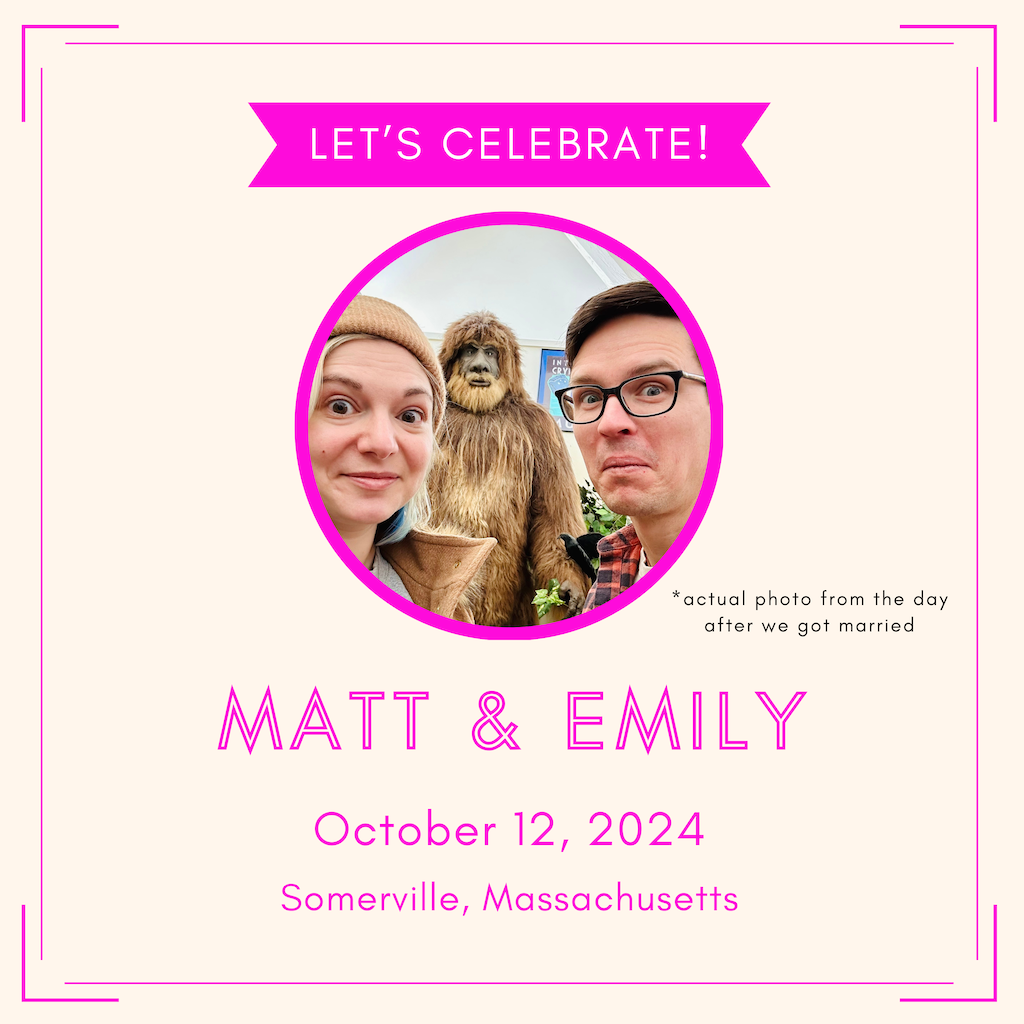 LET'S CELEBRATE!
*actual photo from the day
after we got married
MATT & EMILY
October 12, 2024
Somerville, Massachusetts